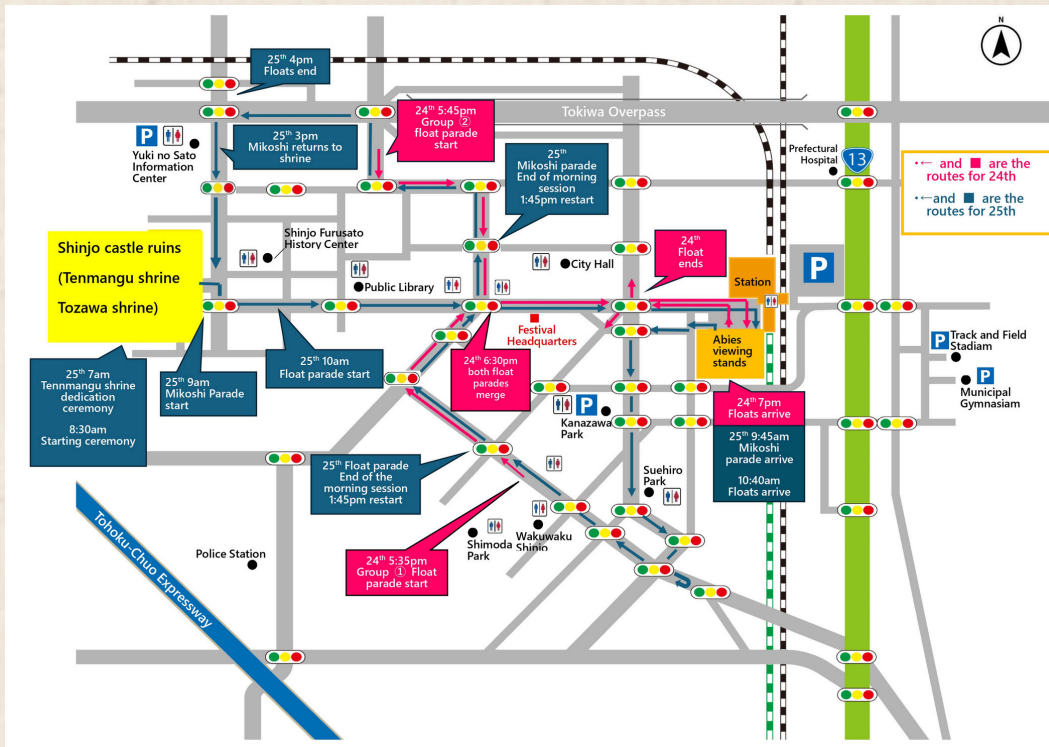 N
25th 4pm
Floats end
24th 5:45pm
Group ②
float parade
start
Tokiwa Overpass
P
Yuki no Sato
Information
Center
25th 3pm
Mikoshi returns to
shrine
25th
Mikoshi parade
End of morning
session
1:45pm restart
Prefectural
Hospital
13
·← and ■ are the
routes for 24th
·← and ■ are the
routes for 25th
Shinjo castle ruins
(Tenmangu shrine
Tozawa shrine)
Shinjo Furusato
History Center
Public Library
City Hall
24th
Float
ends
Station
P
Festival
Headquarters
Abies
viewing
stands
P
Track and Field
Stadiam
P
Municipal
Gymnasiam
25th 7am
Tennmangu shrine
dedication
ceremony
8:30am
Starting ceremony
25th 9am
Mikoshi Parade
start
25th 10am
Float parade start
24th 6:30pm
both float
parades
merge
P
Kanazawa
Park
24th 7pm
Floats arrive
25th 9:45am
Mikoshi
parade arrive
10:40am
Floats arrive
25th Float parade
End of the
morning session
1:45pm restart
Suehiro
Park
24th 5:35pm
Group ① Float
parade start
Shimoda
Park
Wakuwaku
Shinjo
Police Station
Tohoku-Chuo Expressway